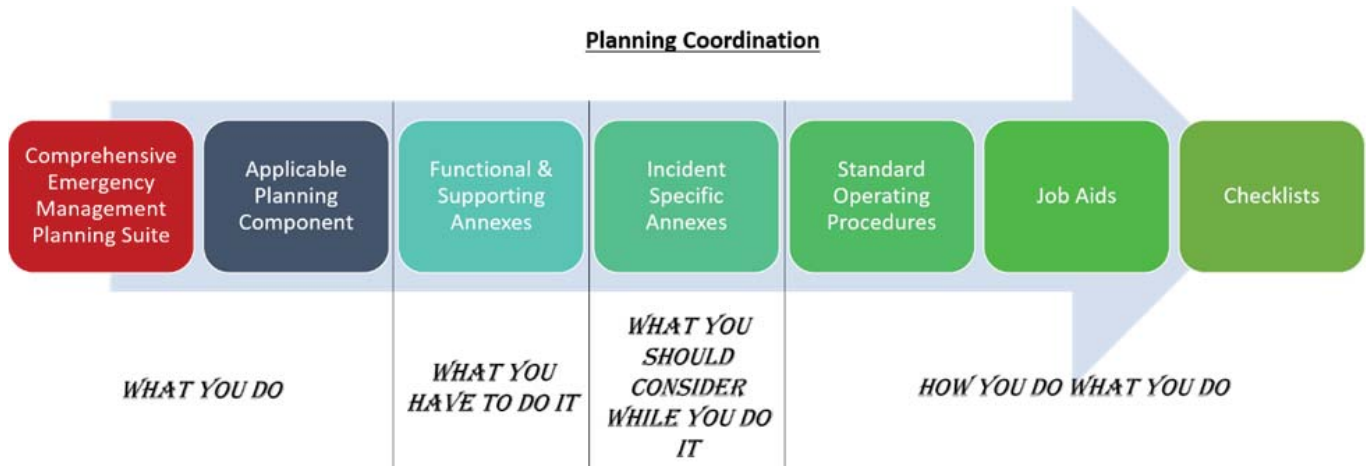 Planning Coordination
Comprehensive
Emergency
Management
Planning Suite
Applicable
Planning
Component
Functional &
Supporting
Annexes
Incident
Specific
Annexes
Standard
Operating
Procedures
Job Aids
Checklists
WHAT YOU DO
WHAT YOU
HAVE TO DO IT
WHAT YOU
SHOULD
CONSIDER
WHILE YOU DO
IT
HOW YOU DO WHAT YOU DO